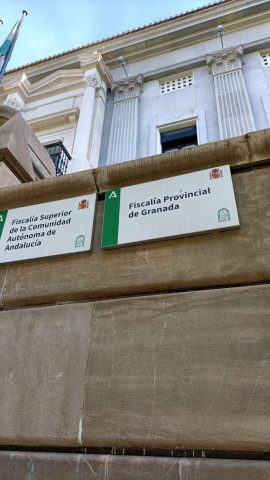 Fiscalía Superior
de la Comunidad
Autónoma de
Andalucía
A
Fiscalía Provincial
de Granada